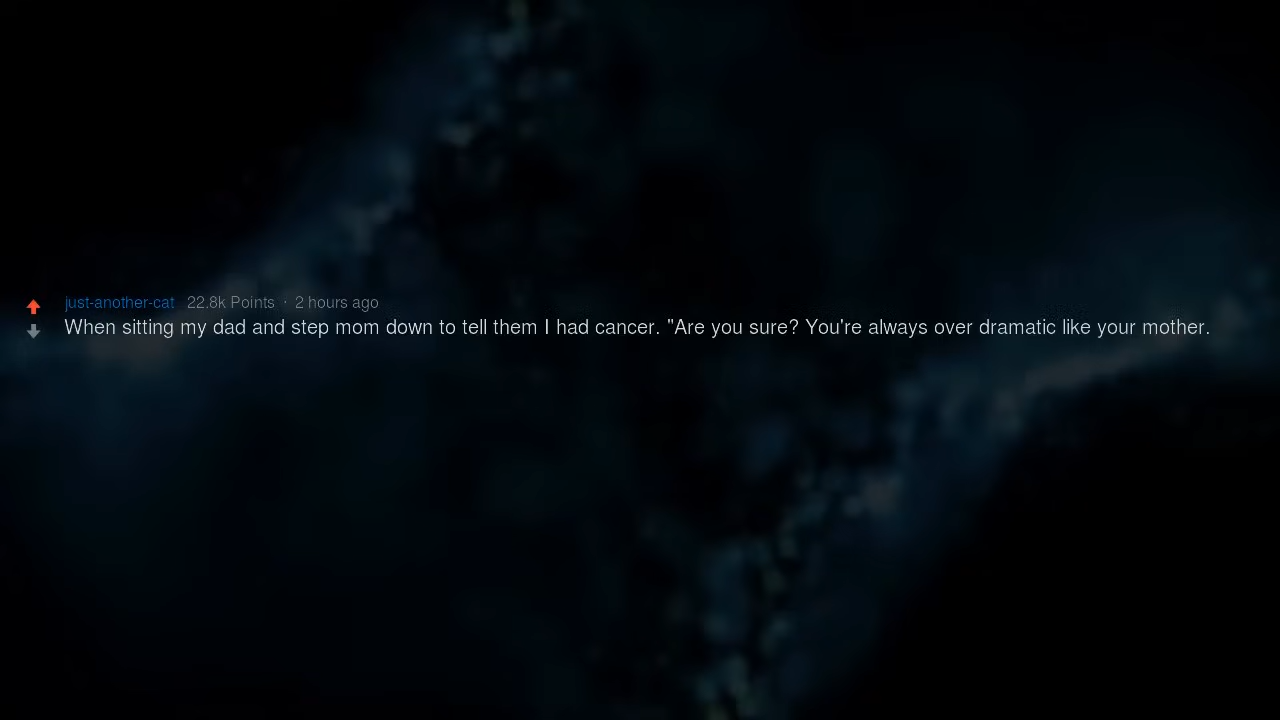 just-another-cat 22.8k Points · 2 hours ago
When sitting my dad and step mom down to tell them I had cancer. "Are you sure? You're always over dramatic like your mother.